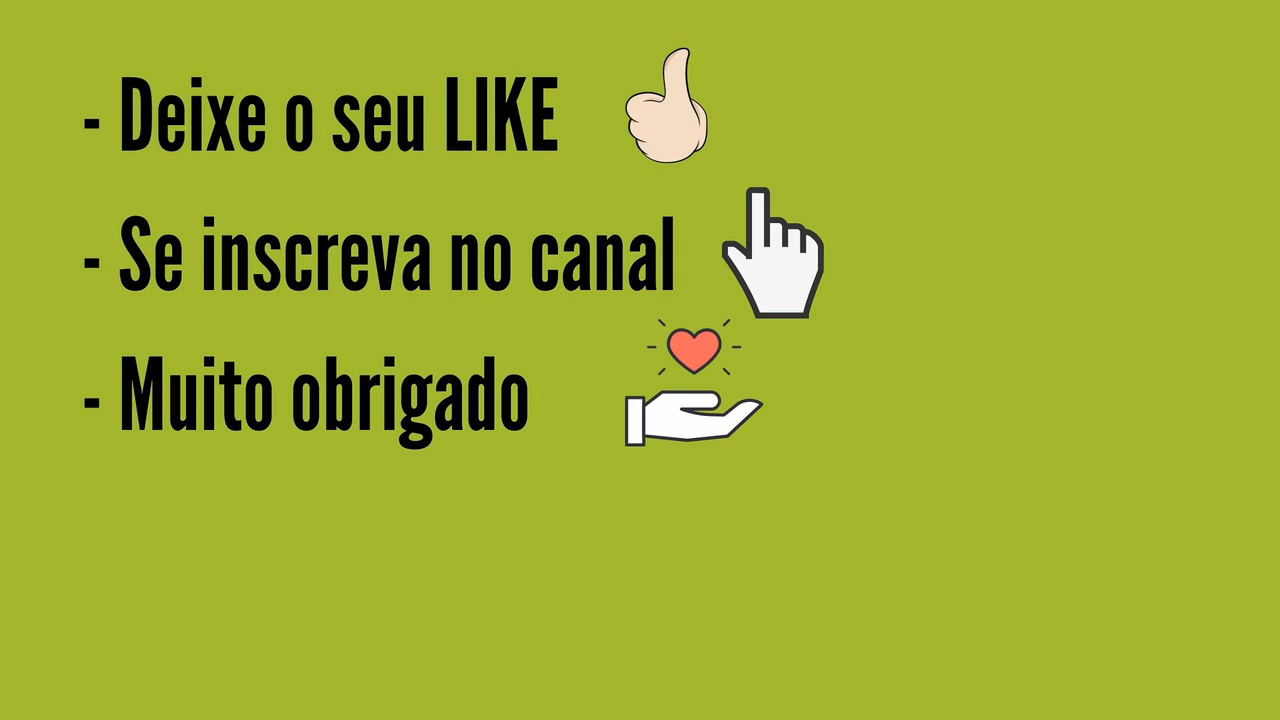 - Deixe o seu LIKE
- Se inscreva no canal
- Muito obrigado